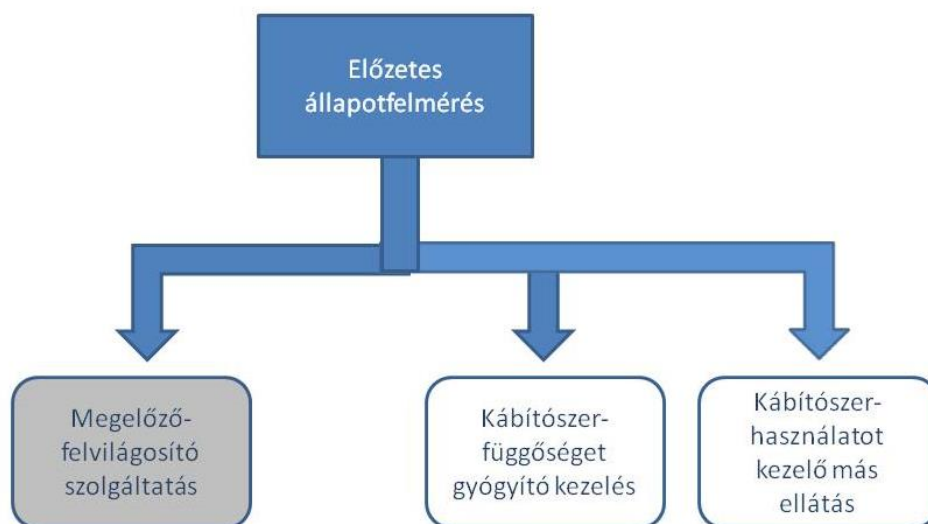 Előzetes
állapotfelmérés
Megelőző-
felvilágosító
szolgáltatás
Kábítószer-
függőséget
gyógyító kezelés
Kábítószer-
használatot
kezelő más
ellátás